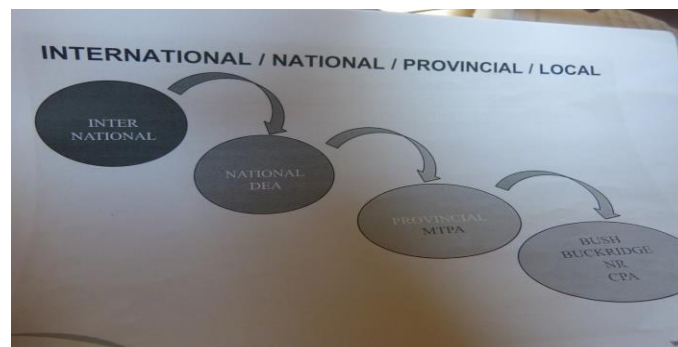 INTERNATIONAL / NATIONAL / PROVINCIAL / LOCAL
INTER
NATIONAL
NATIONAL
DEA
PROVINCIAL
MTPA
BUSH
BUCKRIDGE
NR
CPA